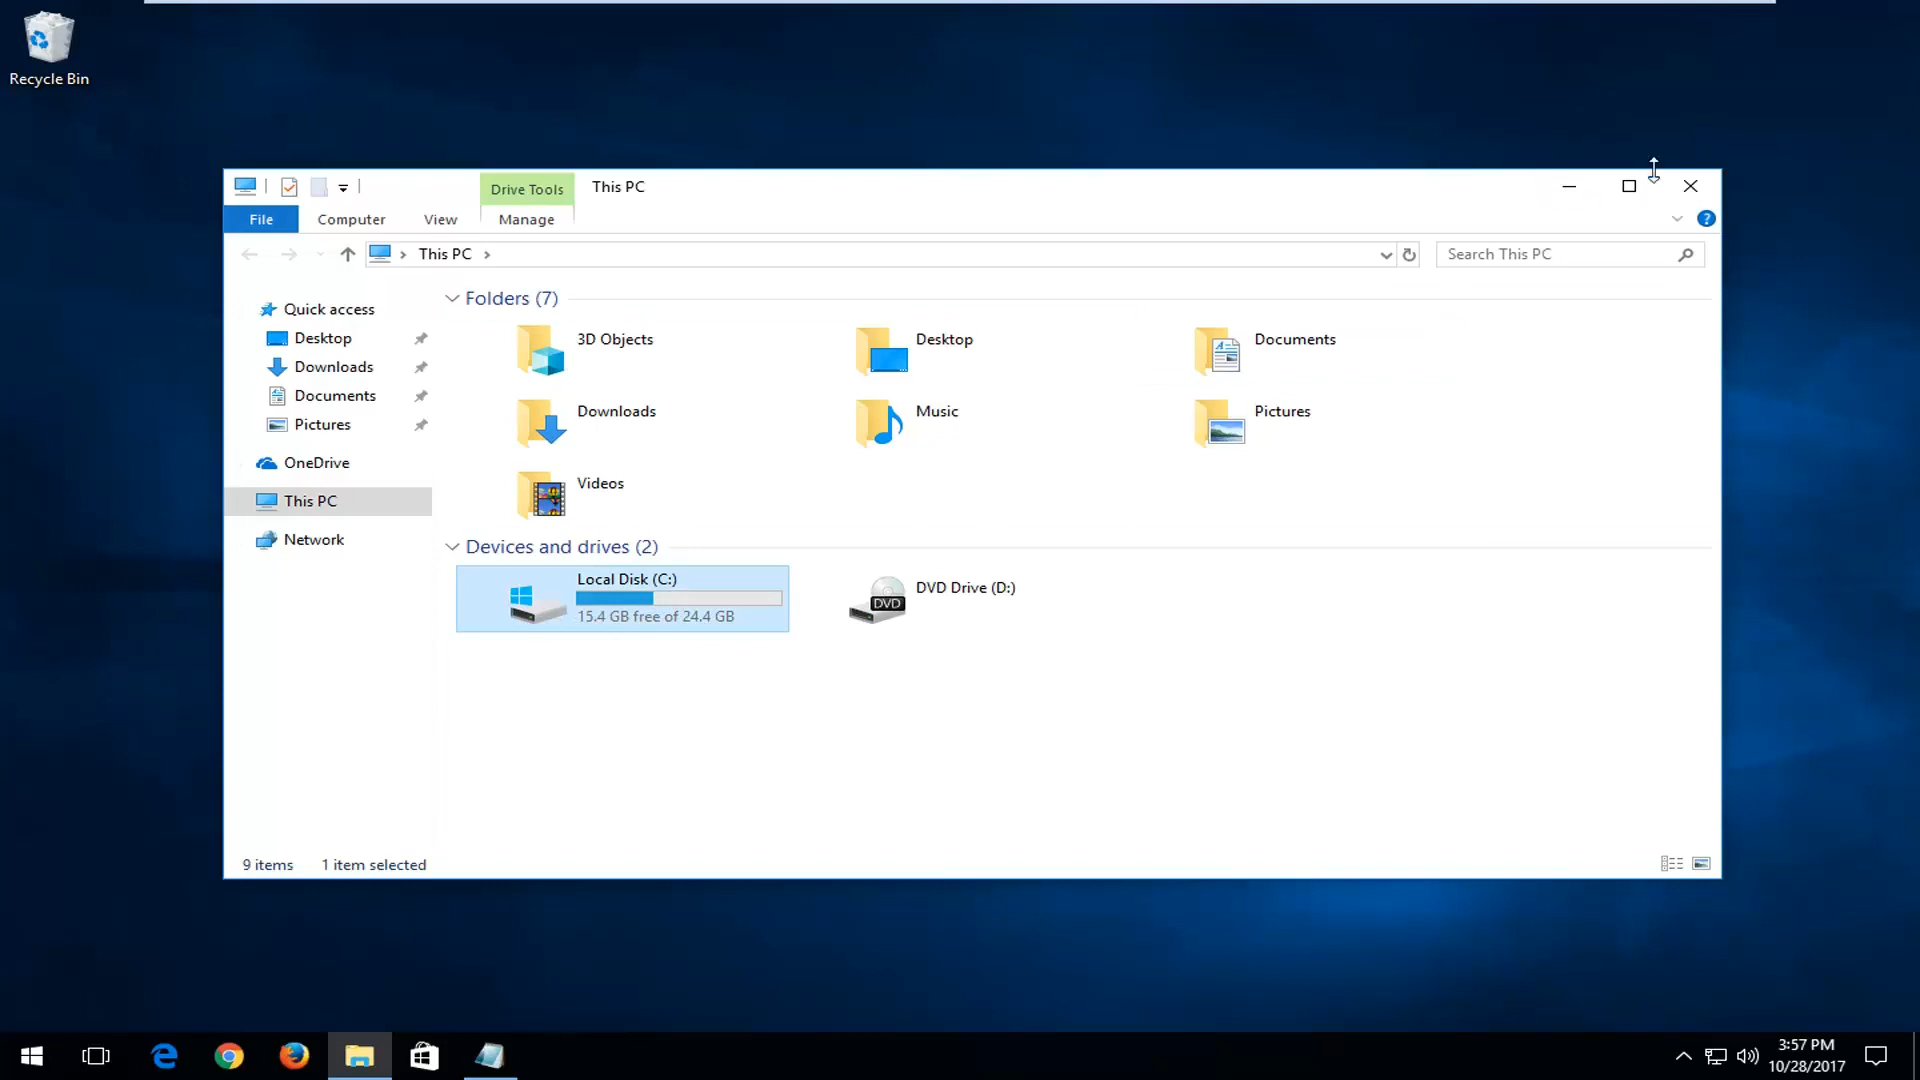 Recycle Bin
Drive Tools
This PC
File
Computer
View
Manage
?
This PC
Search This PC
Quick access
Desktop
Downloads
Documents
Pictures
OneDrive
This PC
Network
Folders (7)
3D Objects
Desktop
Documents
Downloads
Music
Pictures
Videos
Devices and drives (2)
Local Disk (C:)
15.4 GB free of 24.4 GB
DVD
DVD Drive (D:)
9 items
1 item selected
3:57 PM
10/28/2017